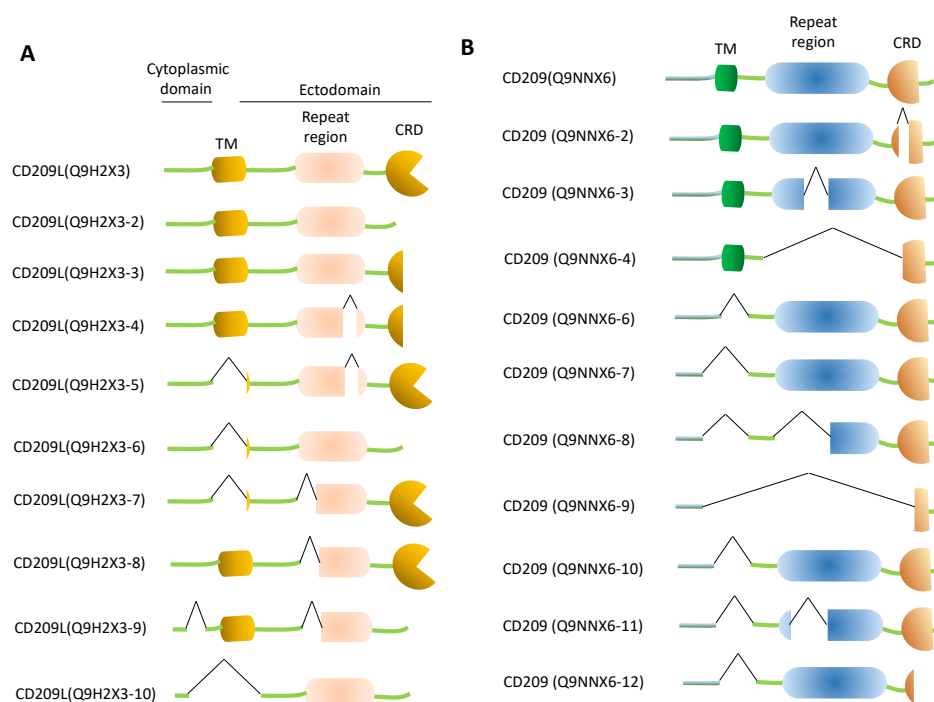 A
Cytoplasmic
domain
Ectodomain
TM
Repeat
region
CRD
CD209L(Q9H2X3)
CD209L(Q9H2X3-2)
CD209L(Q9H2X3-3)
CD209L(Q9H2X3-4)
CD209L(Q9H2X3-5)
CD209L(Q9H2X3-6)
CD209L(Q9H2X3-7)
CD209L(Q9H2X3-8)
CD209L(Q9H2X3-9)
CD209L(Q9H2X3-10)
B
TM
Repeat
region
CRD
CD209(Q9NNX6)
CD209 (Q9NNX6-2)
CD209 (Q9NNX6-3)
CD209 (Q9NNX6-4)
CD209 (Q9NNX6-6)
CD209 (Q9NNX6-7)
CD209 (Q9NNX6-8)
CD209 (Q9NNX6-9)
CD209 (Q9NNX6-10)
CD209 (Q9NNX6-11)
CD209 (Q9NNX6-12)